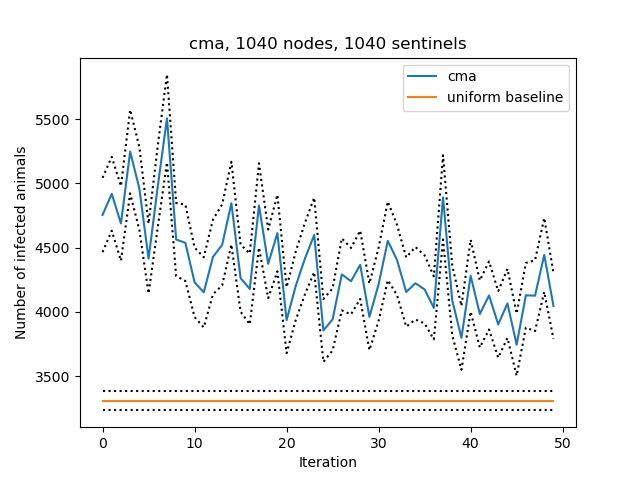 cma, 1040 nodes, 1040 sentinels
cma
uniform baseline
Number of infected animals
5500
5000
4500
4000
3500
0 10 20 30 40 50
Iteration